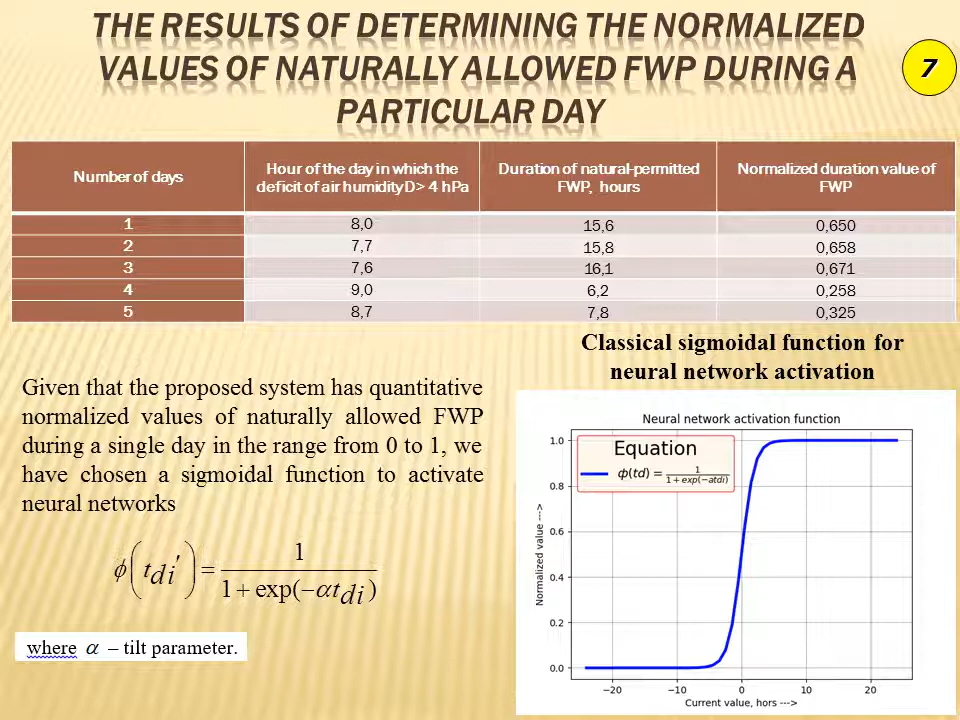 THE RESULTS OF DETERMINING THE NORMALIZED
VALUES OF NATURALLY ALLOWED FWP DURING A
PARTICULAR DAY
7
Number of days
Hour of the day in which the
deficit of air humidity D> 4 hPa
Duration of natural-permitted
FWP, hours
Normalized duration value of
FWP
1 8,0 15,6 0,650
2 7,7 15,8 0,658
3 7,6 16,1 0,671
4 9,0 6,2 0,258
5 8,7 7,8 0,325
Classical sigmoidal function for
neural network activation
Given that the proposed system has quantitative
normalized values of naturally allowed FWP
during a single day in the range from 0 to 1, we
have chosen a sigmoidal function to activate
neural networks
ϕ(tdi′) = 1 / (1 + exp(−αtdi))
where α – tilt parameter.
Neural network activation function
Equation
ϕ(td) = 1 / (1 + exp(−atdi))
Normalized value --->
1.0
0.8
0.6
0.4
0.2
0.0
−20 −10 0 10 20
Current value, hors --->